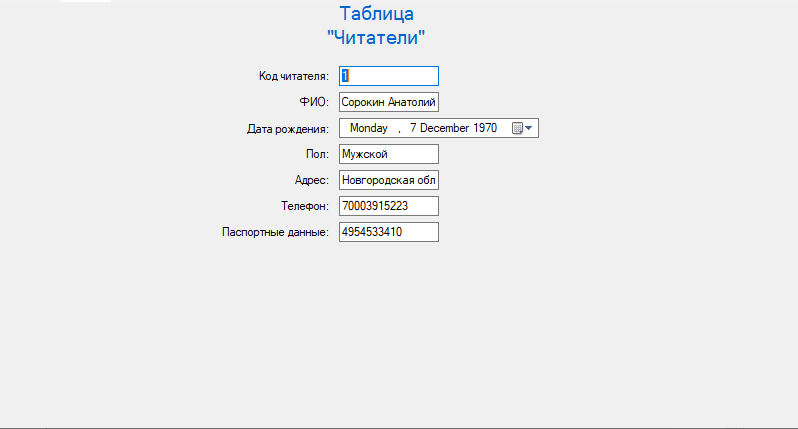 Таблица
"Читатели"
Код читателя: 1
ФИО: Сорокин Анатолий
Дата рождения: Monday , 7 December 1970
Пол: Мужской
Адрес: Новгородская обл
Телефон: 70003915223
Паспортные данные: 4954533410